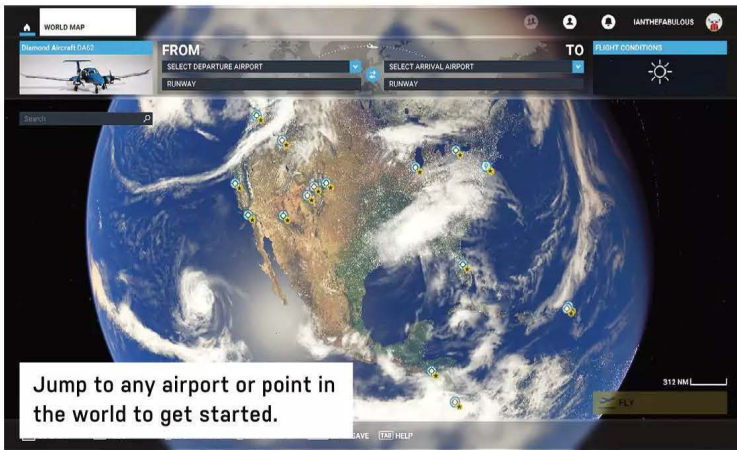 WORLD MAP
IANTHEFABULOUS
Diamond Aircraft DA62
FROM
TO
FLIGHT CONDITIONS
SELECT DEPARTURE AIRPORT
SELECT ARRIVAL AIRPORT
RUNWAY
RUNWAY
Search
312 NM
FLY
Jump to any airport or point in
the world to get started.
SAVE
TAB HELP